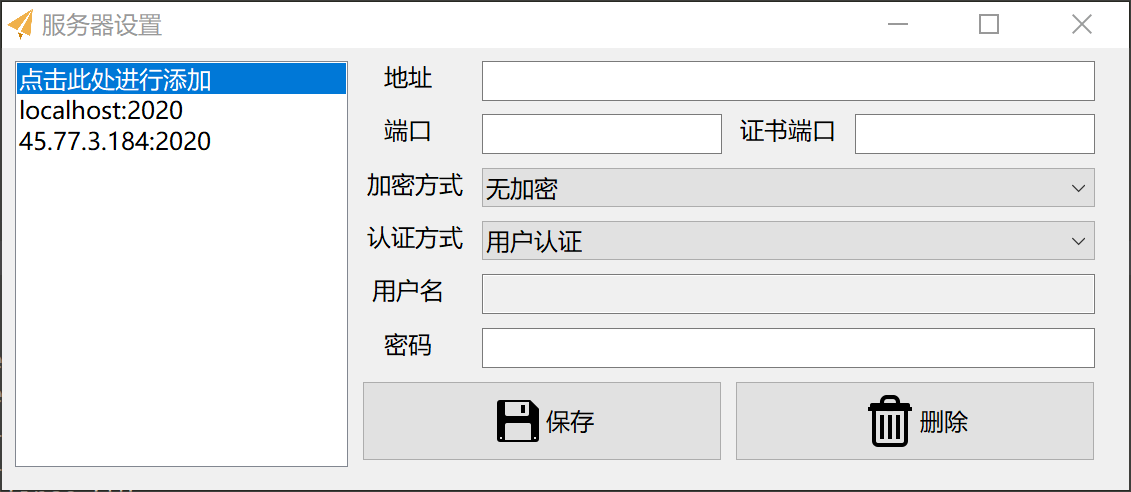 服务器设置
点击此处进行添加
localhost:2020
45.77.3.184:2020
地址
端口
证书端口
加密方式
无加密
认证方式
用户认证
用户名
密码
保存
删除